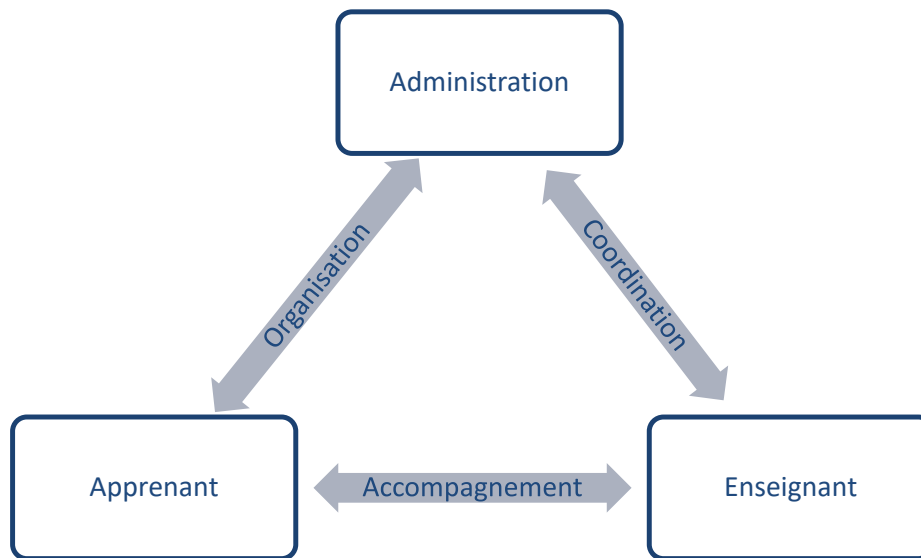 Administration
Organisation
Coordination
Apprenant
Accompagnement
Enseignant